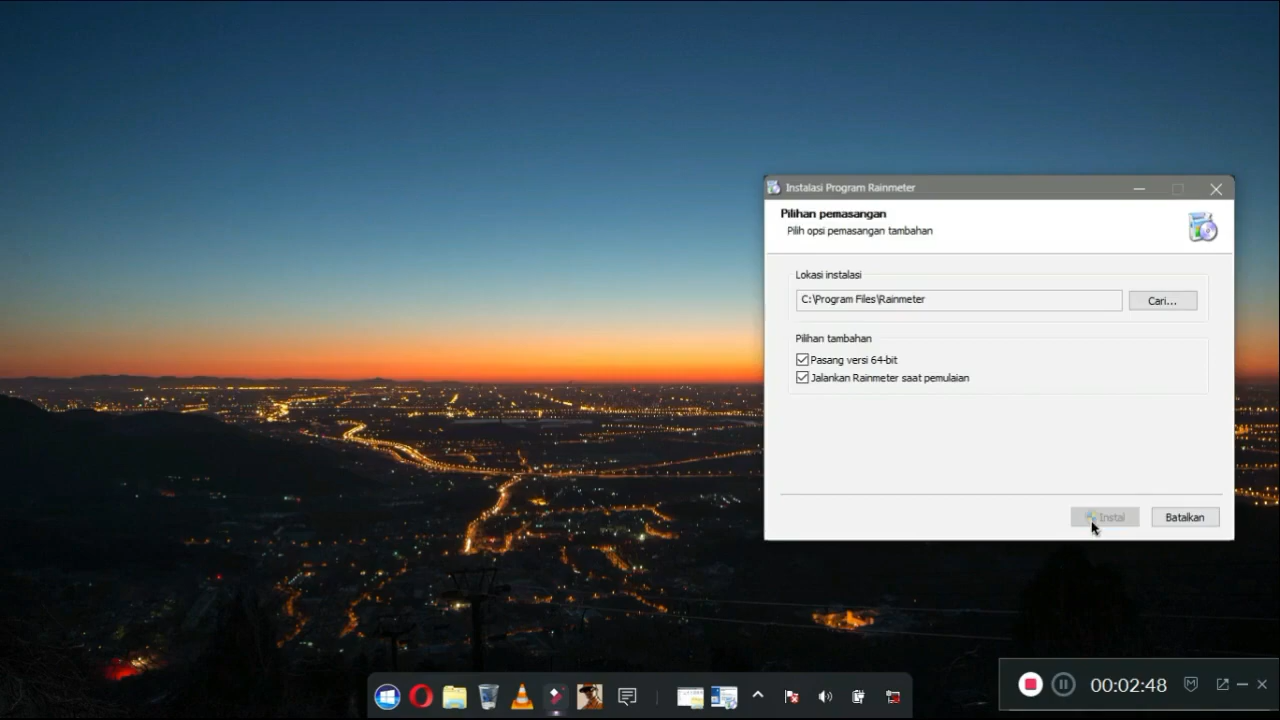 Instalasi Program Rainmeter
Pilihan pemasangan
Pilih opsi pemasangan tambahan
Lokasi instalasi
C:\Program Files\Rainmeter
Cari...
Pilihan tambahan
Pasang versi 64-bit
Jalankan Rainmeter saat pemulaian
Instal
Batalkan
00:02:48